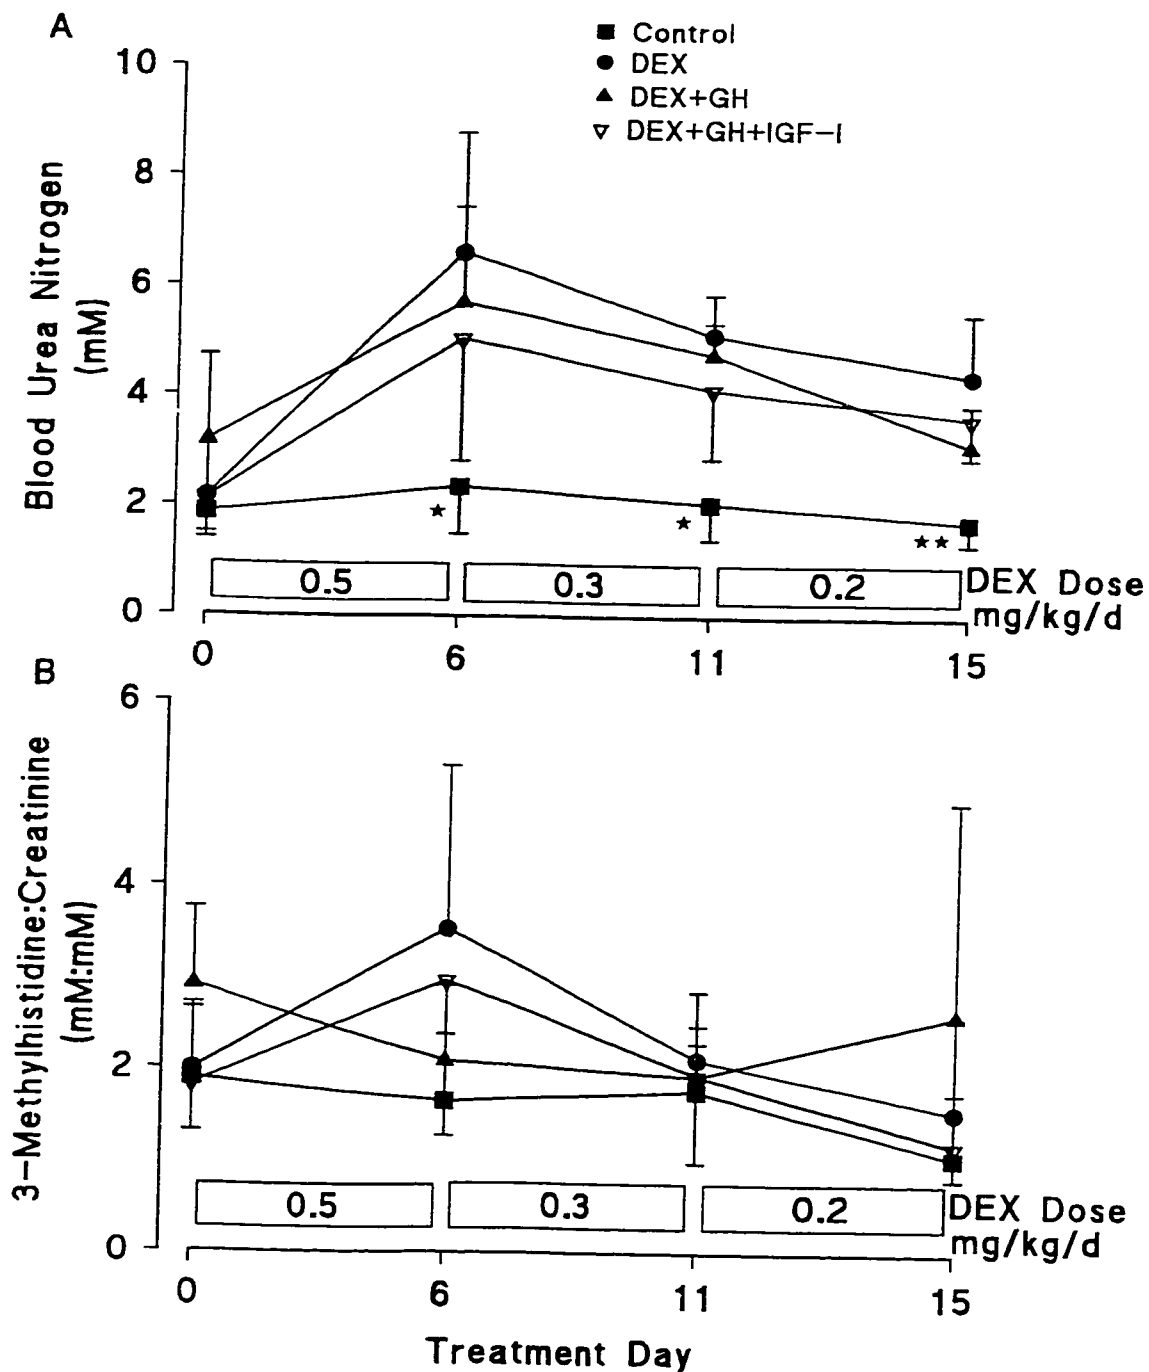 A
■ Control
● DEX
▲ DEX+GH
▽ DEX+GH+IGF-I
Blood Urea Nitrogen
(mM)
10
8
6
4
2
0
★
★
★★
0.5
0.3
0.2
DEX Dose
mg/kg/d
0
6
11
15
B
3-Methylhistidine:Creatinine
(mM:mM)
6
4
2
0
0.5
0.3
0.2
DEX Dose
mg/kg/d
0
6
11
15
Treatment Day